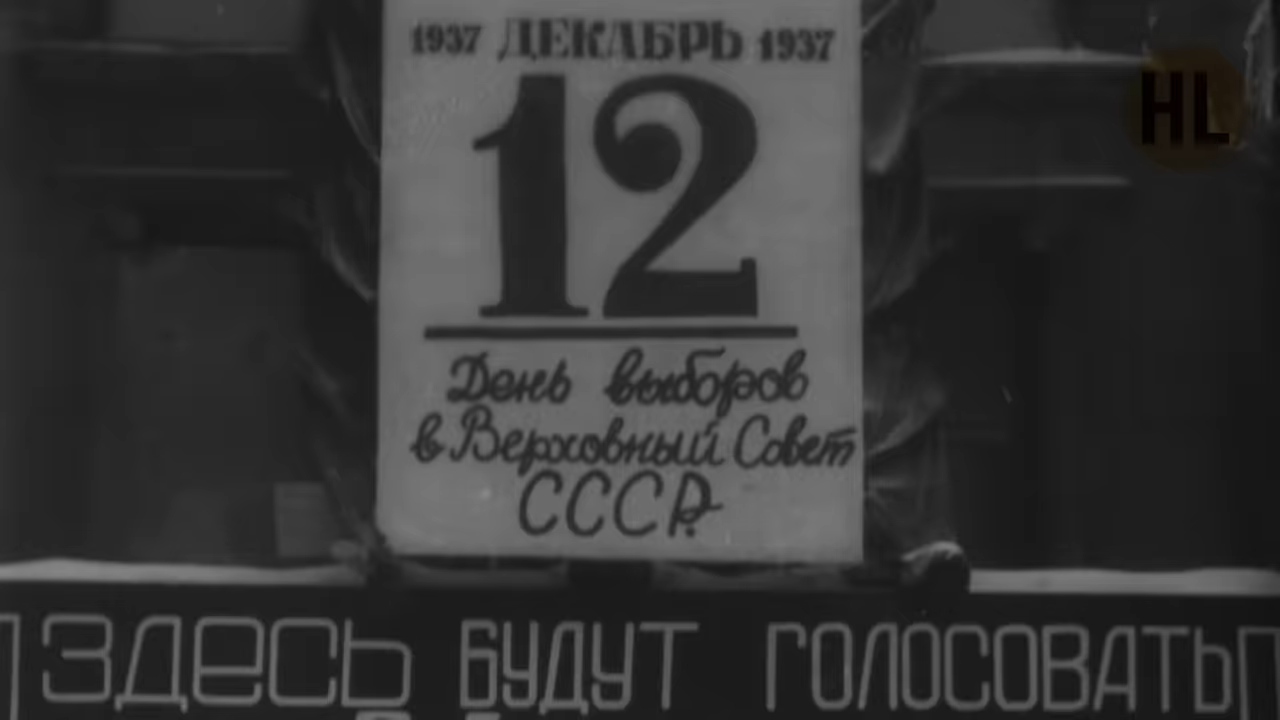 1937 ДЕКАБРЬ 1937
12
День выборов
в Верховный Совет
СССР.
ЗДЕСЬ БУДУТ ГОЛОСОВАТЬ
HL